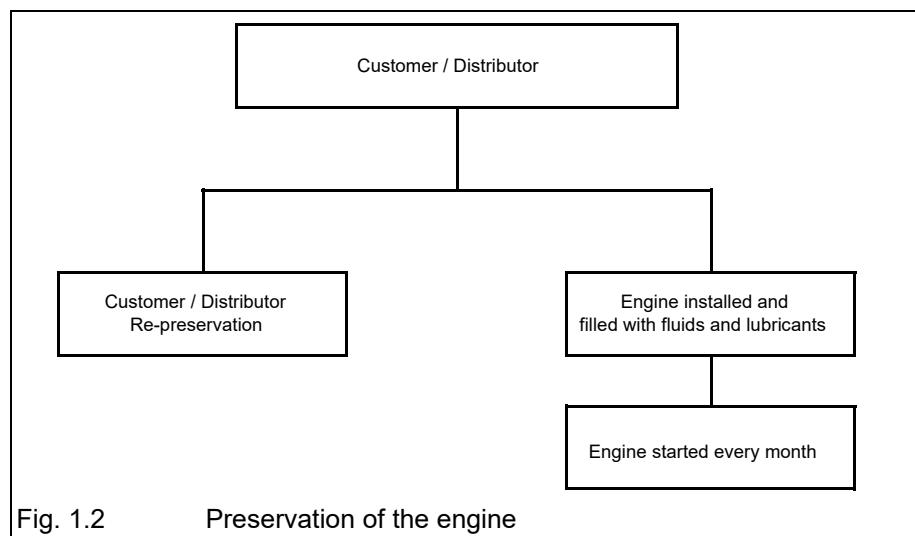 Customer / Distributor
Customer / Distributor
Re-preservation
Engine installed and
filled with fluids and lubricants
Engine started every month
Fig. 1.2 Preservation of the engine